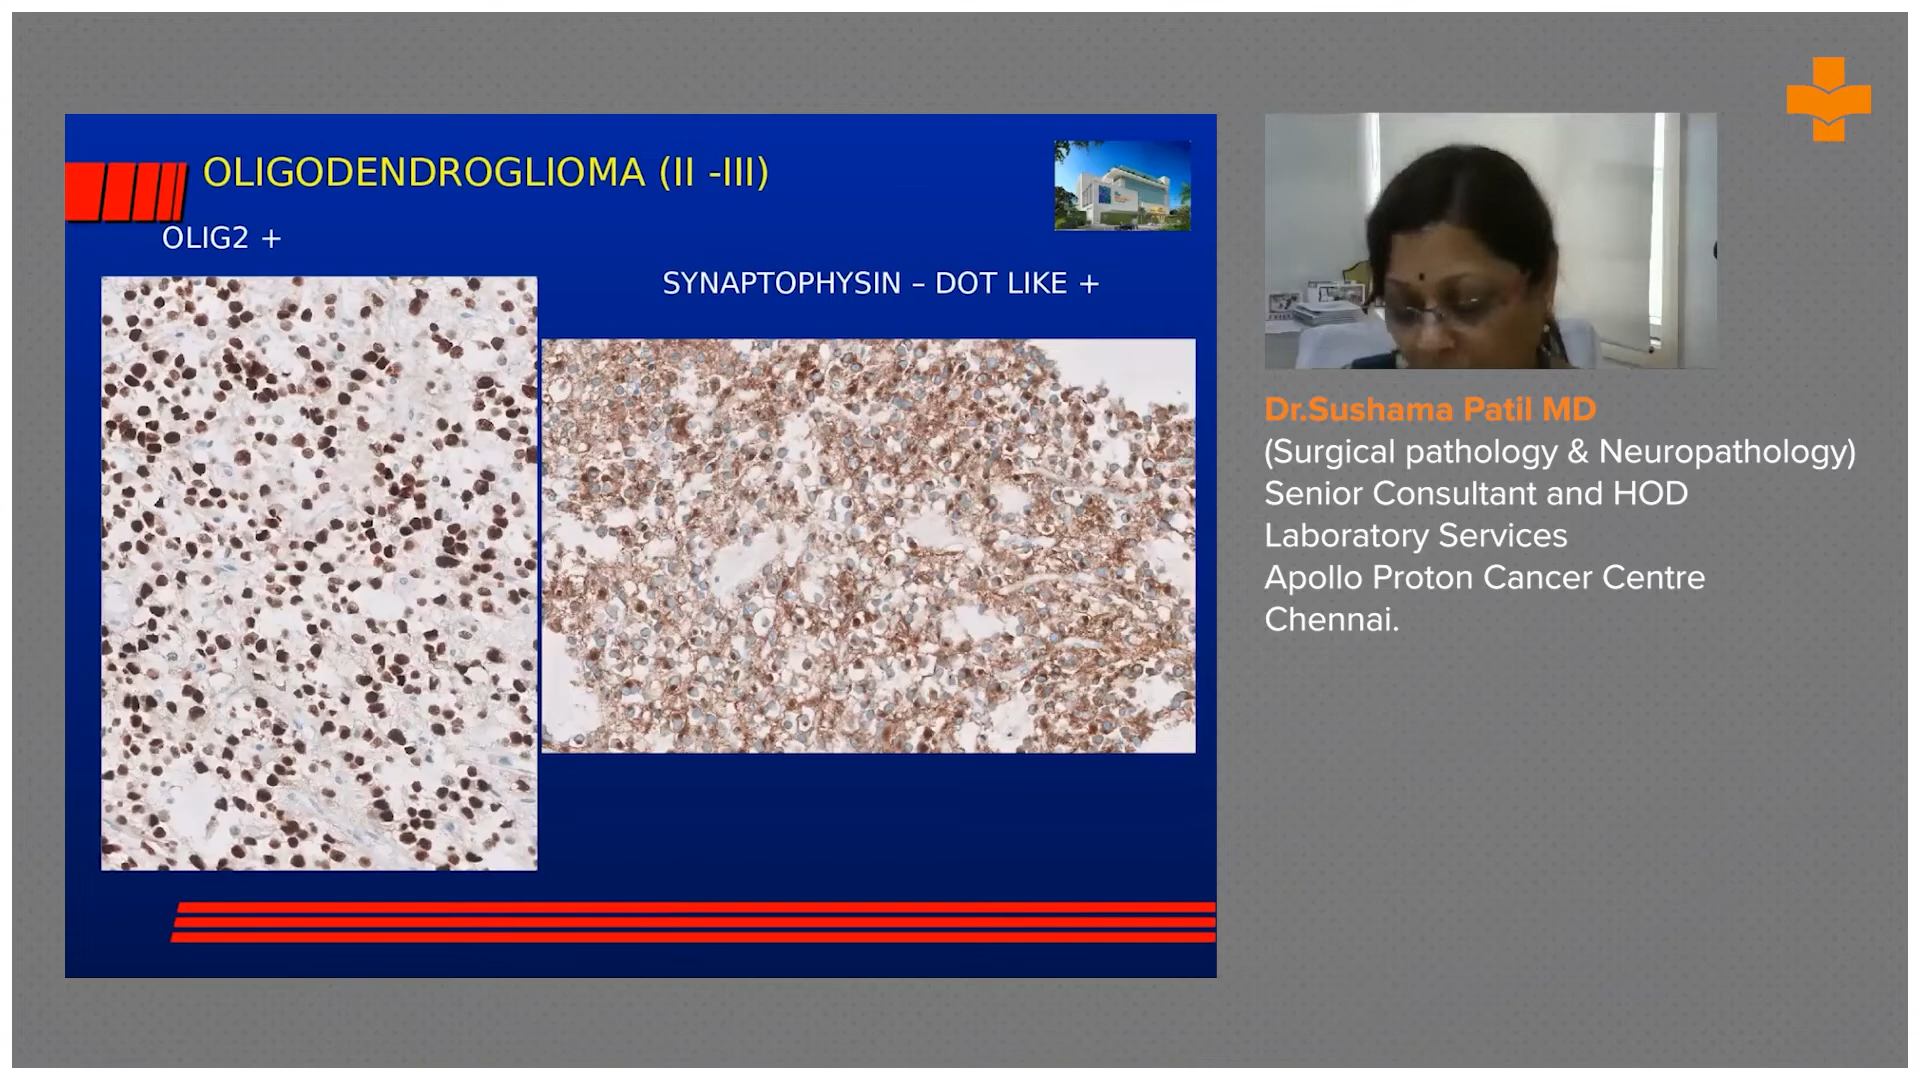 OLIGODENDROGLIOMA (II -III)
OLIG2 +
SYNAPTOPHYSIN – DOT LIKE +
Dr.Sushama Patil MD
(Surgical pathology & Neuropathology)
Senior Consultant and HOD
Laboratory Services
Apollo Proton Cancer Centre
Chennai.